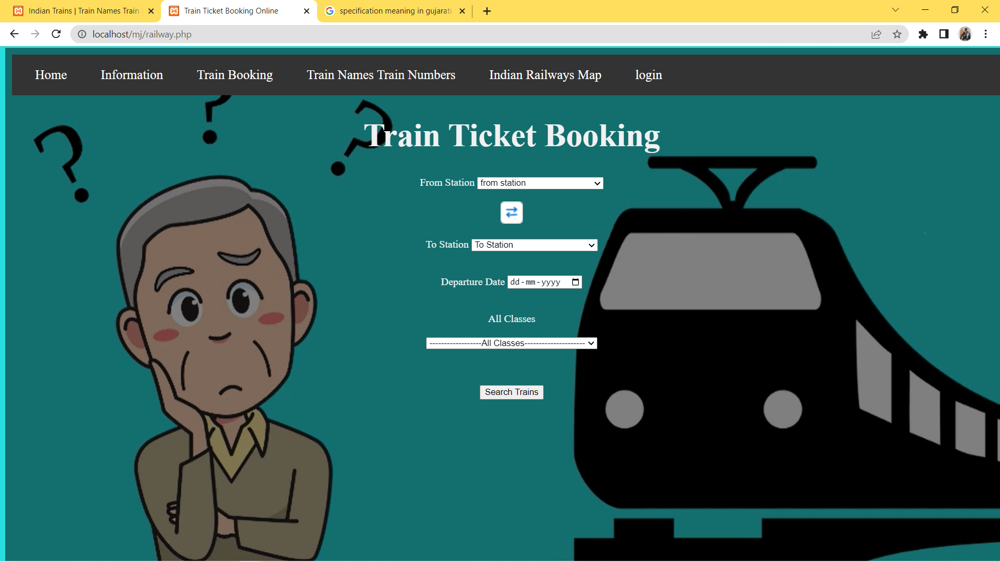 Indian Trains | Train Names Train
Train Ticket Booking Online
specification meaning in gujarati
localhost/mj/railway.php
Home Information Train Booking Train Names Train Numbers Indian Railways Map login
? ? ?
Train Ticket Booking
From Station from station
To Station To Station
Departure Date dd-mm-yyyy
All Classes
------------------All Classes---------------------
Search Trains